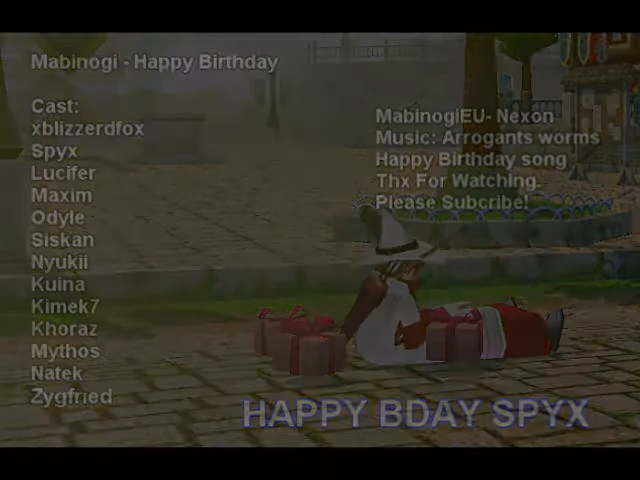 Mabinogi - Happy Birthday
Cast:
xblizzerdfox
Spyx
Lucifer
Maxim
Odyle
Siskan
Nyukii
Kuina
Kimek7
Khoraz
Mythos
Natek
Zygfried
MabinogiEU- Nexon
Music: Arrogants worms
Happy Birthday song
Thx For Watching.
Please Subcribe!
HAPPY BDAY SPYX